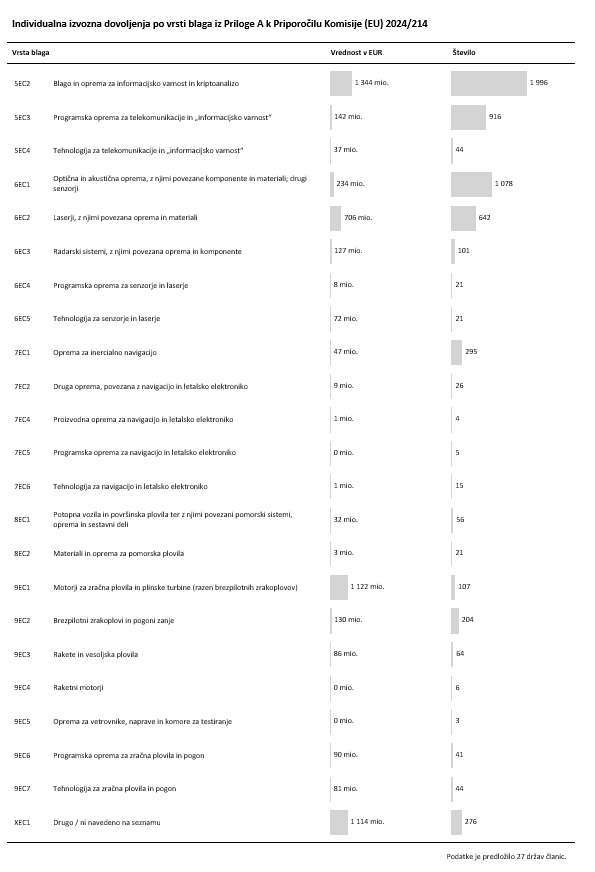 Individualna izvozna dovoljenja po vrsti blaga iz Priloge A k Priporočilu Komisije (EU) 2024/214
Vrsta blaga Vrednost v EUR Število
5EC2 Blago in oprema za informacijsko varnost in kriptoanalizo 1 344 mio. 1 996
5EC3 Programska oprema za telekomunikacije in „informacijsko varnost“ 142 mio. 916
5EC4 Tehnologija za telekomunikacije in „informacijsko varnost“ 37 mio. 44
6EC1 Optična in akustična oprema, z njimi povezane komponente in materiali; drugi
senzorji 234 mio. 1 078
6EC2 Laserji, z njimi povezana oprema in materiali 706 mio. 642
6EC3 Radarski sistemi, z njimi povezana oprema in komponente 127 mio. 101
6EC4 Programska oprema za senzorje in laserje 8 mio. 21
6EC5 Tehnologija za senzorje in laserje 72 mio. 21
7EC1 Oprema za inercialno navigacijo 47 mio. 295
7EC2 Druga oprema, povezana z navigacijo in letalsko elektroniko 9 mio. 26
7EC4 Proizvodna oprema za navigacijo in letalsko elektroniko 1 mio. 4
7EC5 Programska oprema za navigacijo in letalsko elektroniko 0 mio. 5
7EC6 Tehnologija za navigacijo in letalsko elektroniko 1 mio. 15
8EC1 Potopna vozila in površinska plovila ter z njimi povezani pomorski sistemi,
oprema in sestavni deli 32 mio. 56
8EC2 Materiali in oprema za pomorska plovila 3 mio. 21
9EC1 Motorji za zračna plovila in plinske turbine (razen brezpilotnih zrakoplovov) 1 122 mio. 107
9EC2 Brezpilotni zrakoplovi in pogoni zanje 130 mio. 204
9EC3 Rakete in vesoljska plovila 86 mio. 64
9EC4 Raketni motorji 0 mio. 6
9EC5 Oprema za vetrovnike, naprave in komore za testiranje 0 mio. 3
9EC6 Programska oprema za zračna plovila in pogon 90 mio. 41
9EC7 Tehnologija za zračna plovila in pogon 81 mio. 44
XEC1 Drugo / ni navedeno na seznamu 1 114 mio. 276
Podatke je predložilo 27 držav članic.